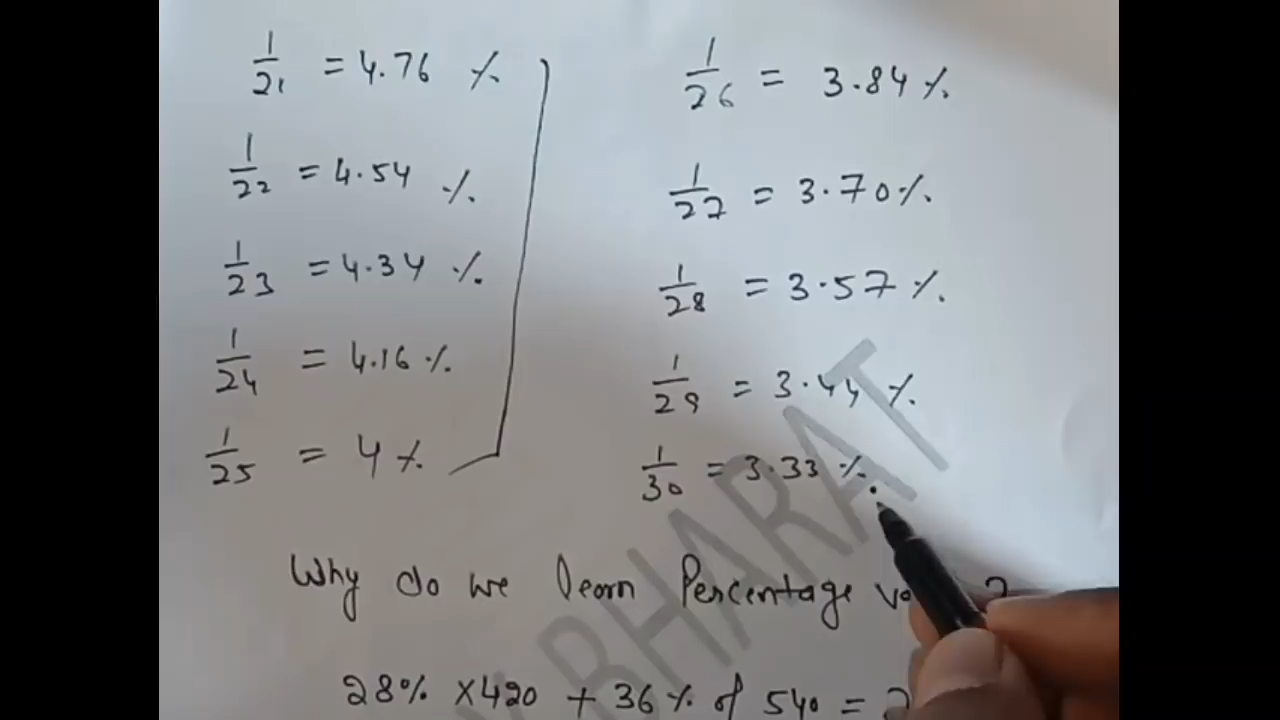 1/21 = 4.76 %
1/22 = 4.54 %
1/23 = 4.34 %
1/24 = 4.16 %
1/25 = 4 %
1/26 = 3.84 %
1/27 = 3.70 %
1/28 = 3.57 %
1/29 = 3.44 %
1/30 = 3.33 %
Why do we learn Percentage ?
28% × 420 + 36 % of 540 =
BHARAT